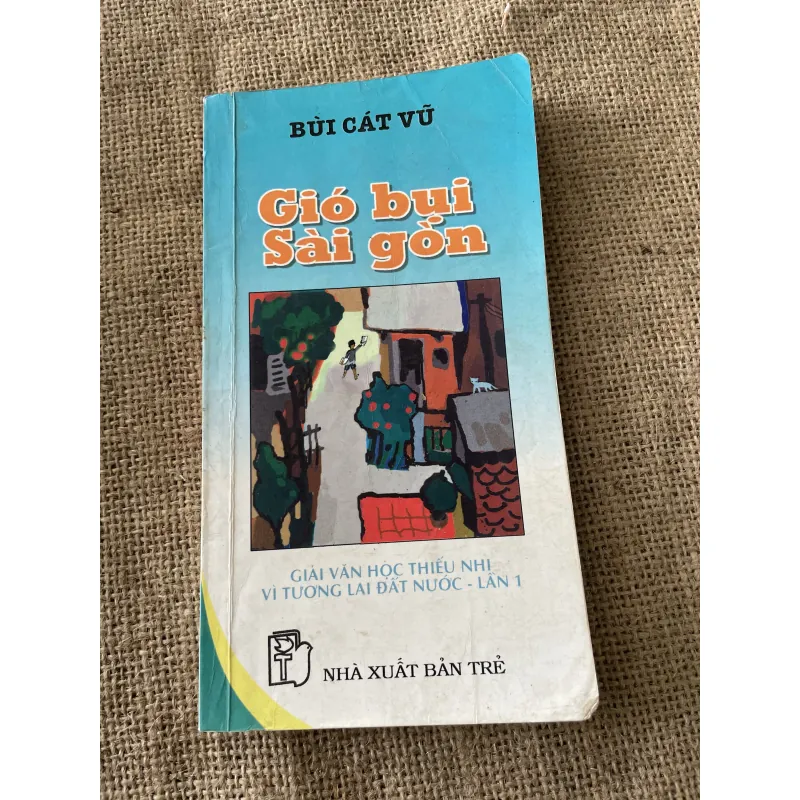 BÙI CÁT VŨ
Gió bụi
Sài gòn
GIẢI VĂN HỌC THIẾU NHI
VÌ TƯƠNG LAI ĐẤT NƯỚC - LẦN 1
NHÀ XUẤT BẢN TRẺ